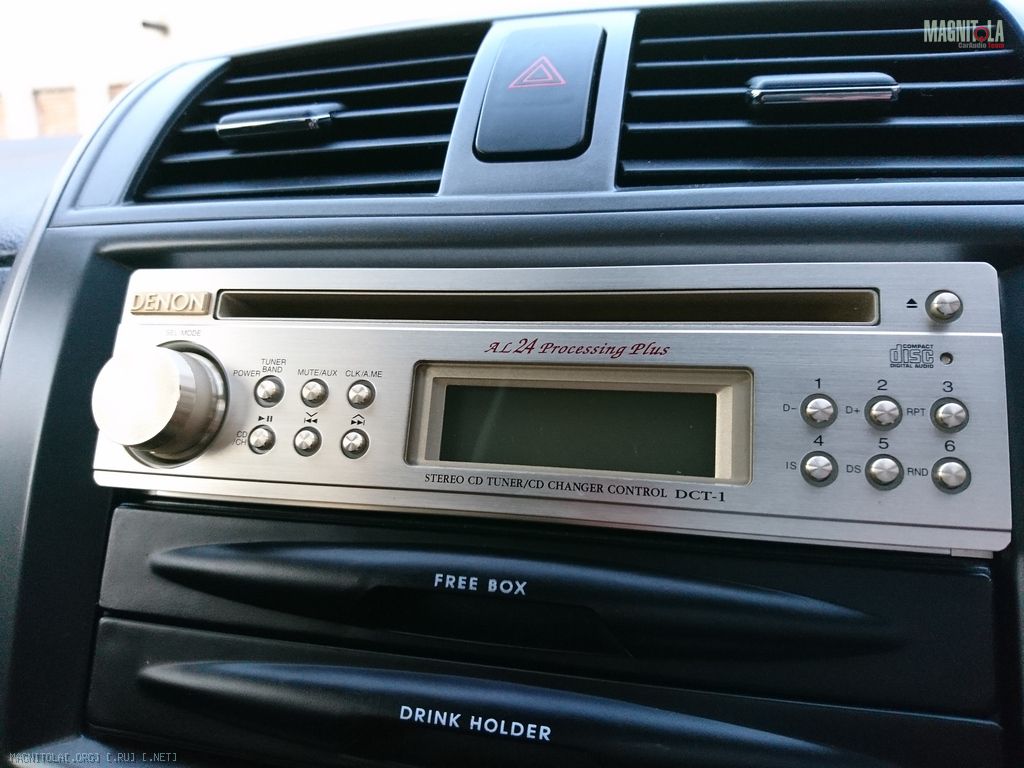 MAGNITOLA
CarAudio Team
DENON
SEL MODE
AL 24 Processing Plus
COMPACT
disc
DIGITAL AUDIO
POWER
TUNER
BAND
MUTE/AUX
CLK/A.ME
CD
/CH
1 2 3
D- D+ RPT
4 5 6
IS DS RND
STEREO CD TUNER/CD CHANGER CONTROL DCT-1
FREE BOX
DRINK HOLDER
MAGNITOLA[.ORG] [.RU] [.NET]